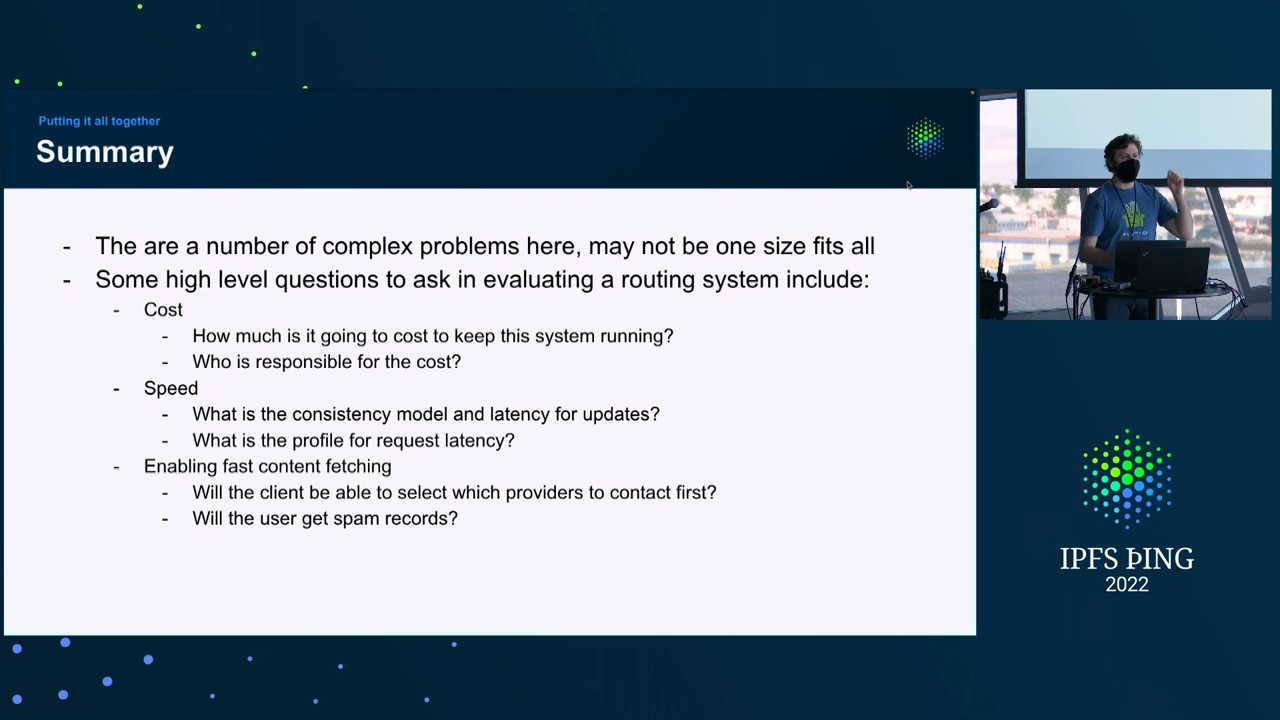 Putting it all together
Summary
- The are a number of complex problems here, may not be one size fits all
- Some high level questions to ask in evaluating a routing system include:
- Cost
- How much is it going to cost to keep this system running?
- Who is responsible for the cost?
- Speed
- What is the consistency model and latency for updates?
- What is the profile for request latency?
- Enabling fast content fetching
- Will the client be able to select which providers to contact first?
- Will the user get spam records?
IPFS ÞING
2022